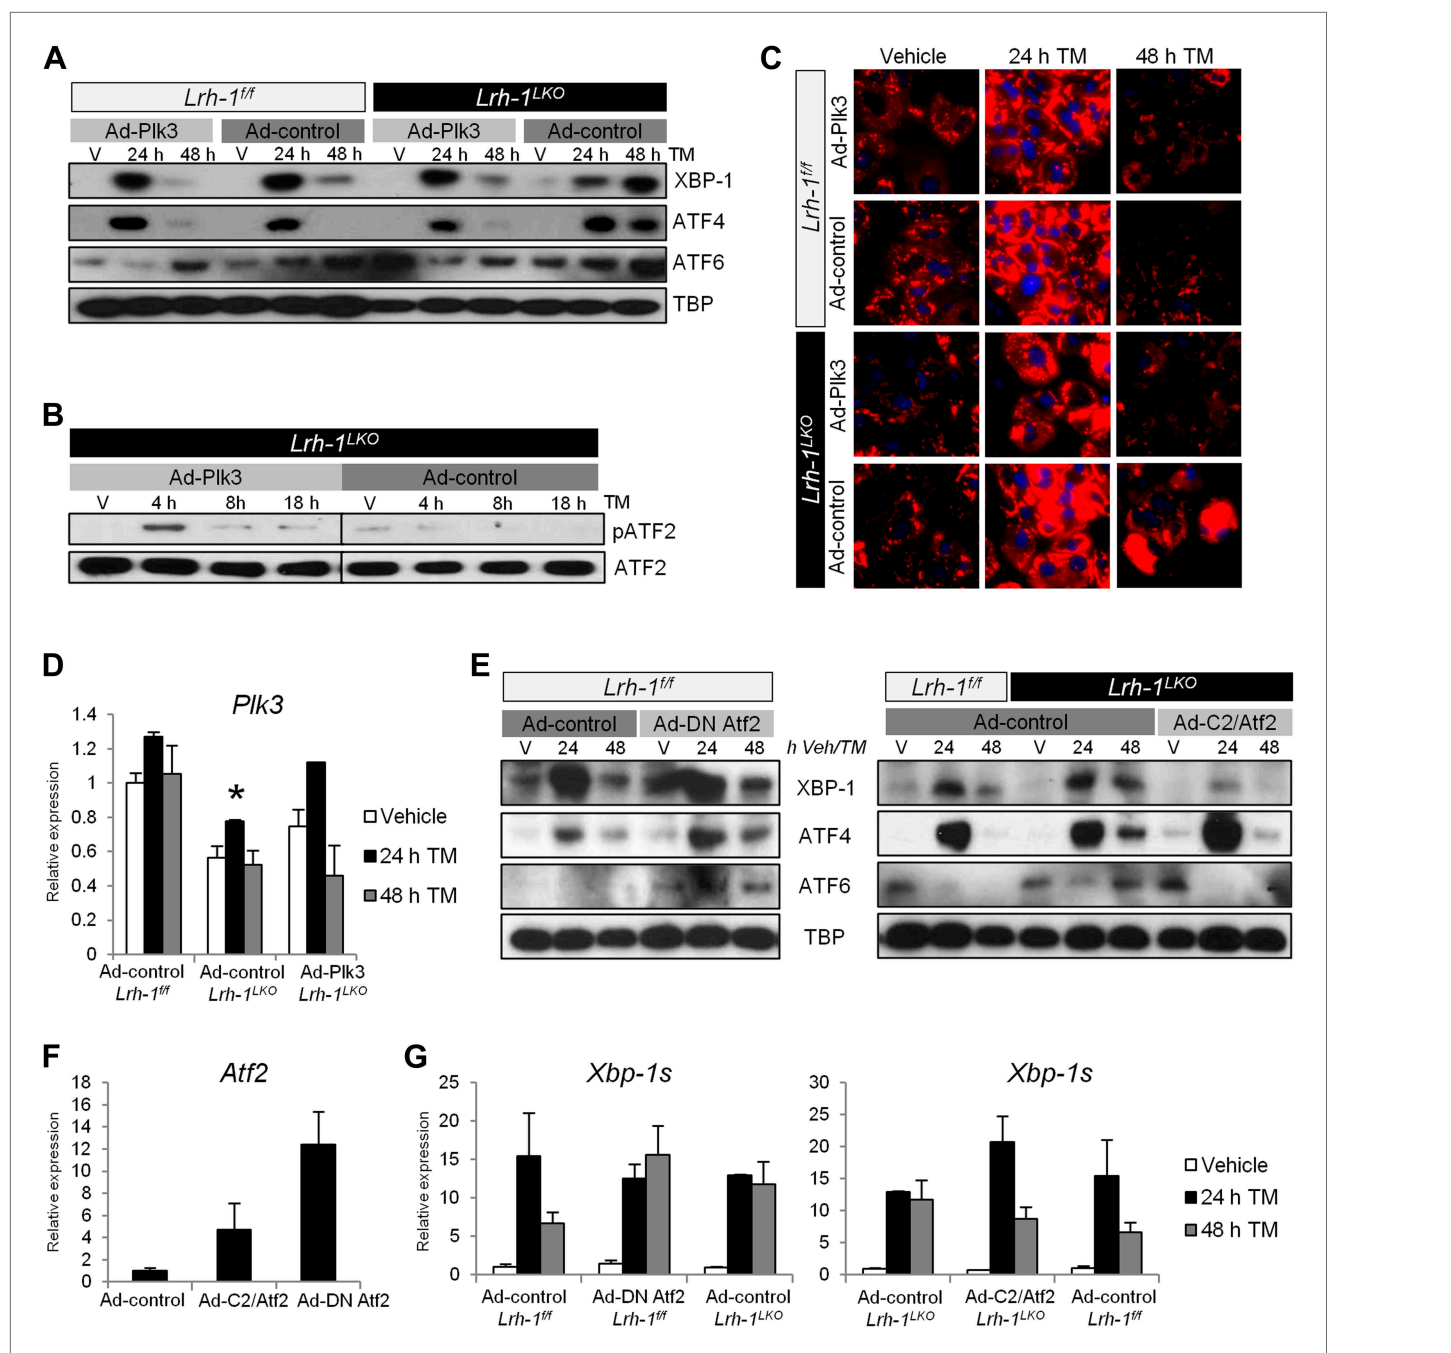 A
Lrh-1f/f Lrh-1LKO
Ad-Plk3 Ad-control Ad-Plk3 Ad-control
V 24 h 48 h V 24 h 48 h V 24 h 48 h V 24 h 48 h TM
XBP-1
ATF4
ATF6
TBP
B
Lrh-1LKO
Ad-Plk3 Ad-control
V 4 h 8h 18 h V 4 h 8h 18 h TM
pATF2
ATF2
C
Vehicle 24 h TM 48 h TM
Lrh-1f/f
Ad-Plk3
Ad-control
Lrh-1LKO
Ad-Plk3
Ad-control
D
Plk3
Relative expression
1.4
1.2
1
0.8
0.6
0.4
0.2
0
*
Vehicle
24 h TM
48 h TM
Ad-control Ad-control Ad-Plk3
Lrh-1f/f Lrh-1LKO Lrh-1LKO
E
Lrh-1f/f
Ad-control Ad-DN Atf2
V 24 48 V 24 48 h Veh/TM
Lrh-1f/f Lrh-1LKO
Ad-control Ad-C2/Atf2
V 24 48 V 24 48 V 24 48
XBP-1
ATF4
ATF6
TBP
F
Atf2
Relative expression
18
16
14
12
10
8
6
4
2
0
Ad-control Ad-C2/Atf2 Ad-DN Atf2
G
Xbp-1s
Relative expression
25
20
15
10
5
0
Ad-control Ad-DN Atf2 Ad-control
Lrh-1f/f Lrh-1f/f Lrh-1LKO
Xbp-1s
30
25
20
15
10
5
0
Ad-control Ad-C2/Atf2 Ad-control
Lrh-1LKO Lrh-1LKO Lrh-1f/f
Vehicle
24 h TM
48 h TM